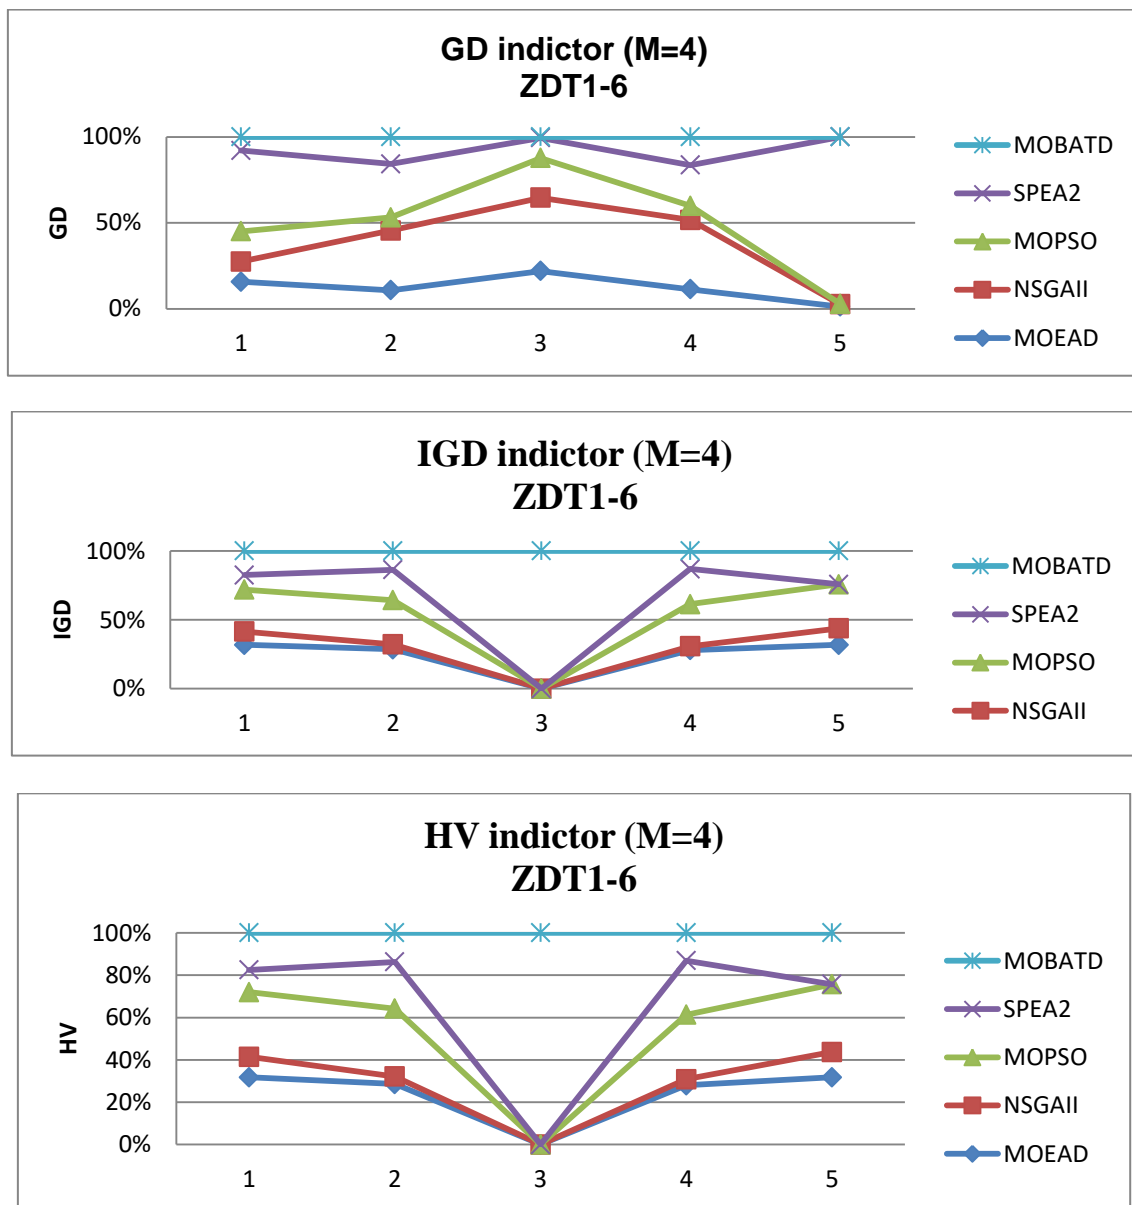 GD indictor (M=4)
ZDT1-6
100%
50%
0%
GD
1 2 3 4 5
MOBATD
SPEA2
MOPSO
NSGAII
MOEAD
IGD indictor (M=4)
ZDT1-6
100%
50%
0%
IGD
1 2 3 4 5
MOBATD
SPEA2
MOPSO
NSGAII
HV indictor (M=4)
ZDT1-6
100%
80%
60%
40%
20%
0%
HV
1 2 3 4 5
MOBATD
SPEA2
MOPSO
NSGAII
MOEAD